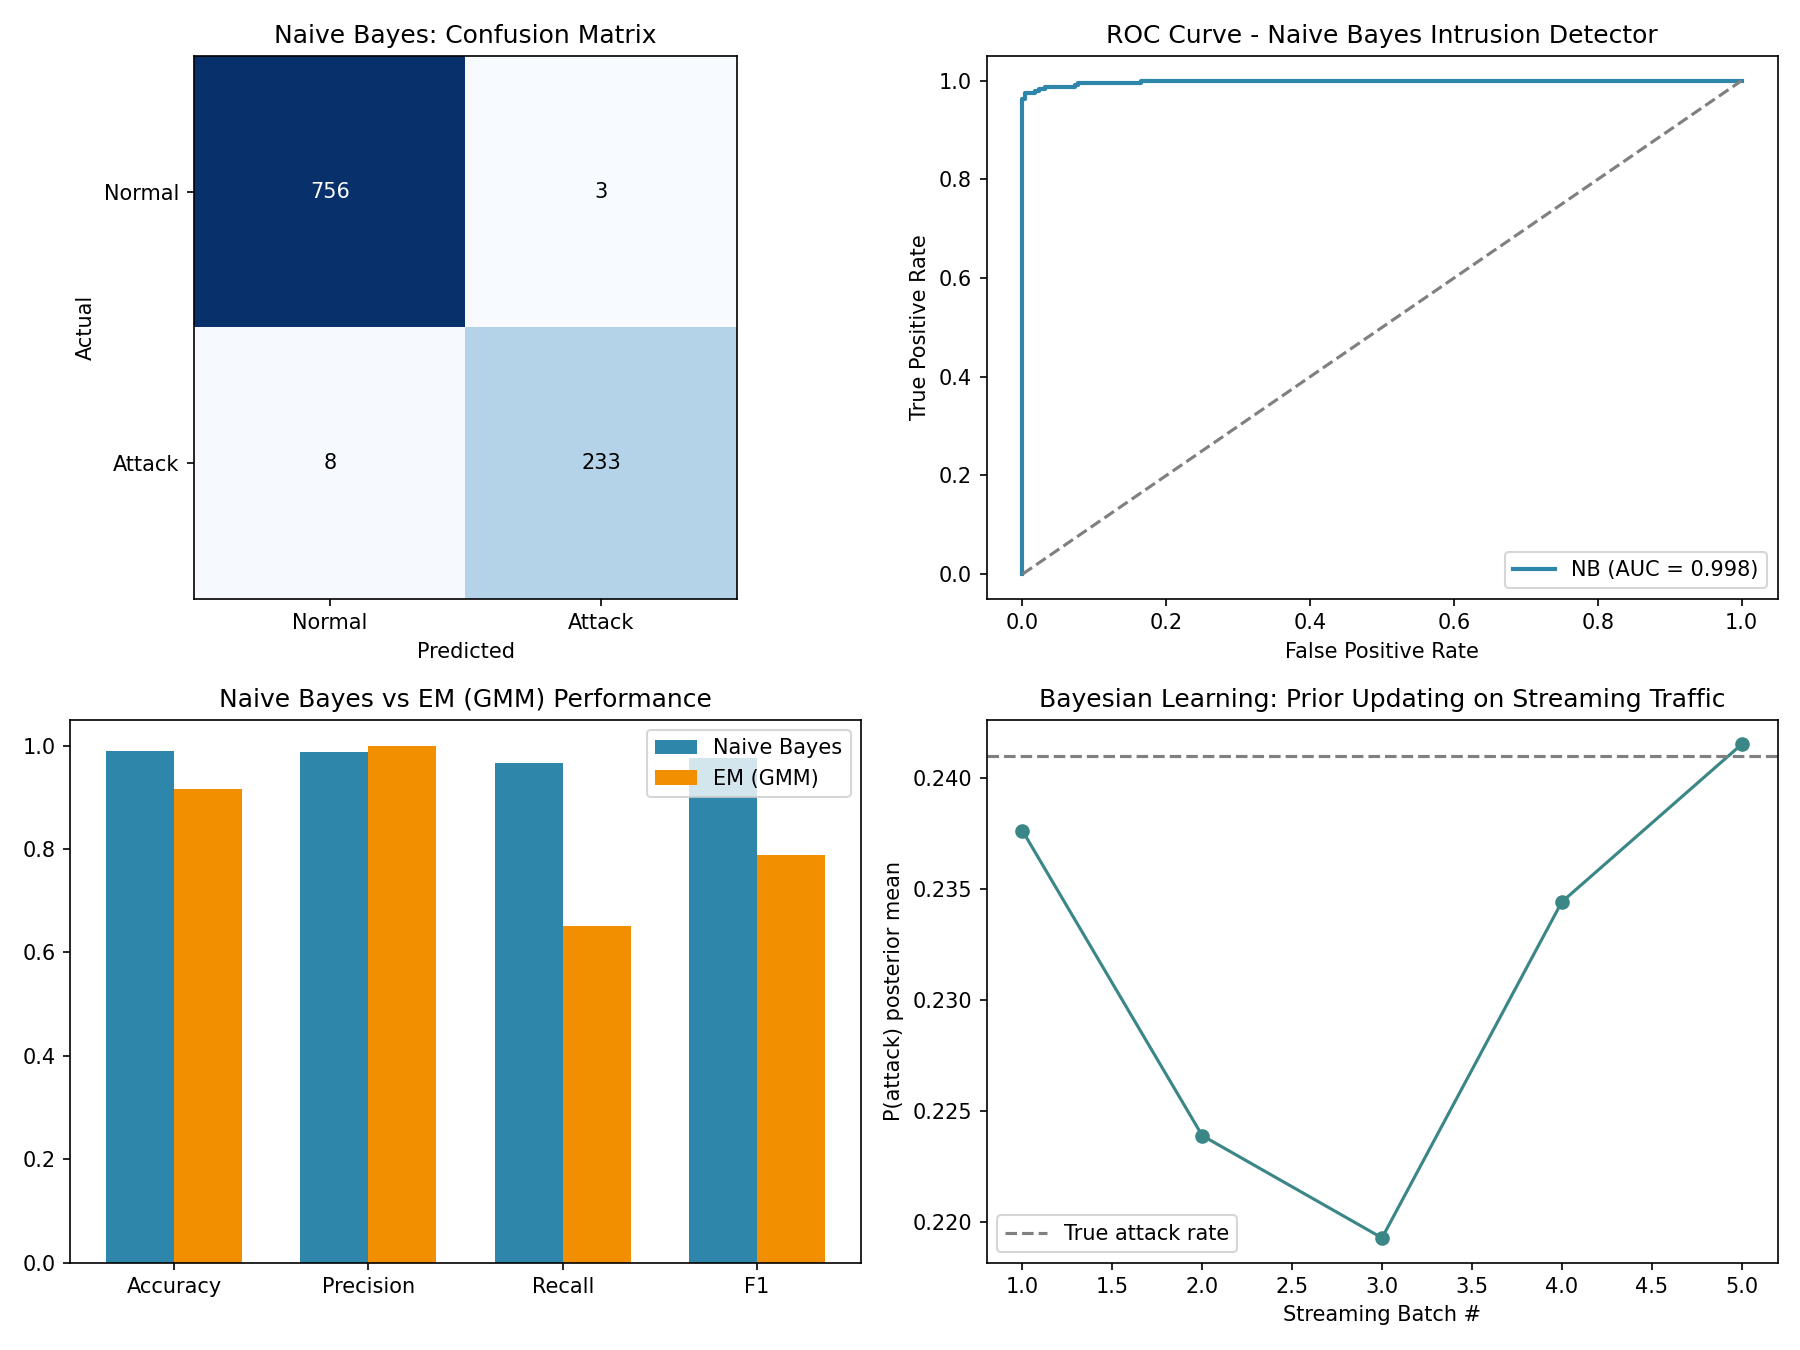 Naive Bayes: Confusion Matrix
Actual
Normal
Attack
756
3
8
233
Normal
Attack
Predicted
ROC Curve - Naive Bayes Intrusion Detector
True Positive Rate
1.0
0.8
0.6
0.4
0.2
0.0
NB (AUC = 0.998)
0.0
0.2
0.4
0.6
0.8
1.0
False Positive Rate
Naive Bayes vs EM (GMM) Performance
1.0
0.8
0.6
0.4
0.2
0.0
Naive Bayes
EM (GMM)
Accuracy
Precision
Recall
F1
Bayesian Learning: Prior Updating on Streaming Traffic
P(attack) posterior mean
0.240
0.235
0.230
0.225
0.220
True attack rate
1.0
1.5
2.0
2.5
3.0
3.5
4.0
4.5
5.0
Streaming Batch #